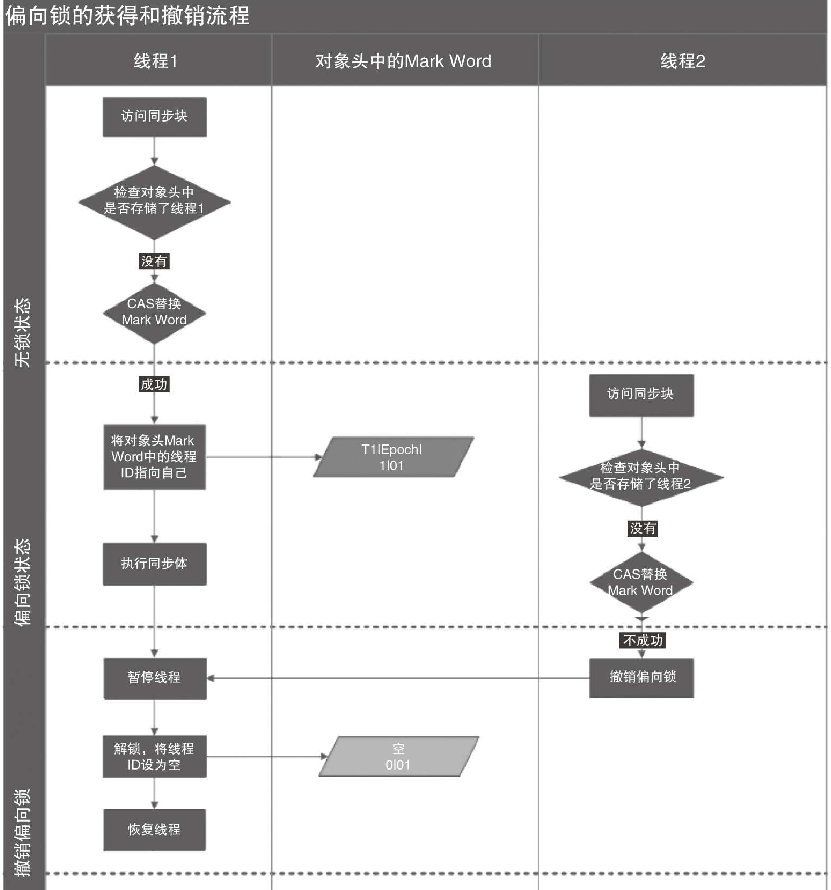 偏向锁的获得和撤销流程
线程1
对象头中的Mark Word
线程2
无锁状态
访问同步块
检查对象头中
是否存储了线程1
没有
CAS替换
Mark Word
偏向锁状态
成功
将对象头Mark
Word中的线程
ID指向自己
T1|Epoch|
1|01
执行同步体
访问同步块
检查对象头中
是否存储了线程2
没有
CAS替换
Mark Word
不成功
撤销偏向锁
撤销偏向锁
暂停线程
解锁，将线程
ID设为空
空
0|01
恢复线程